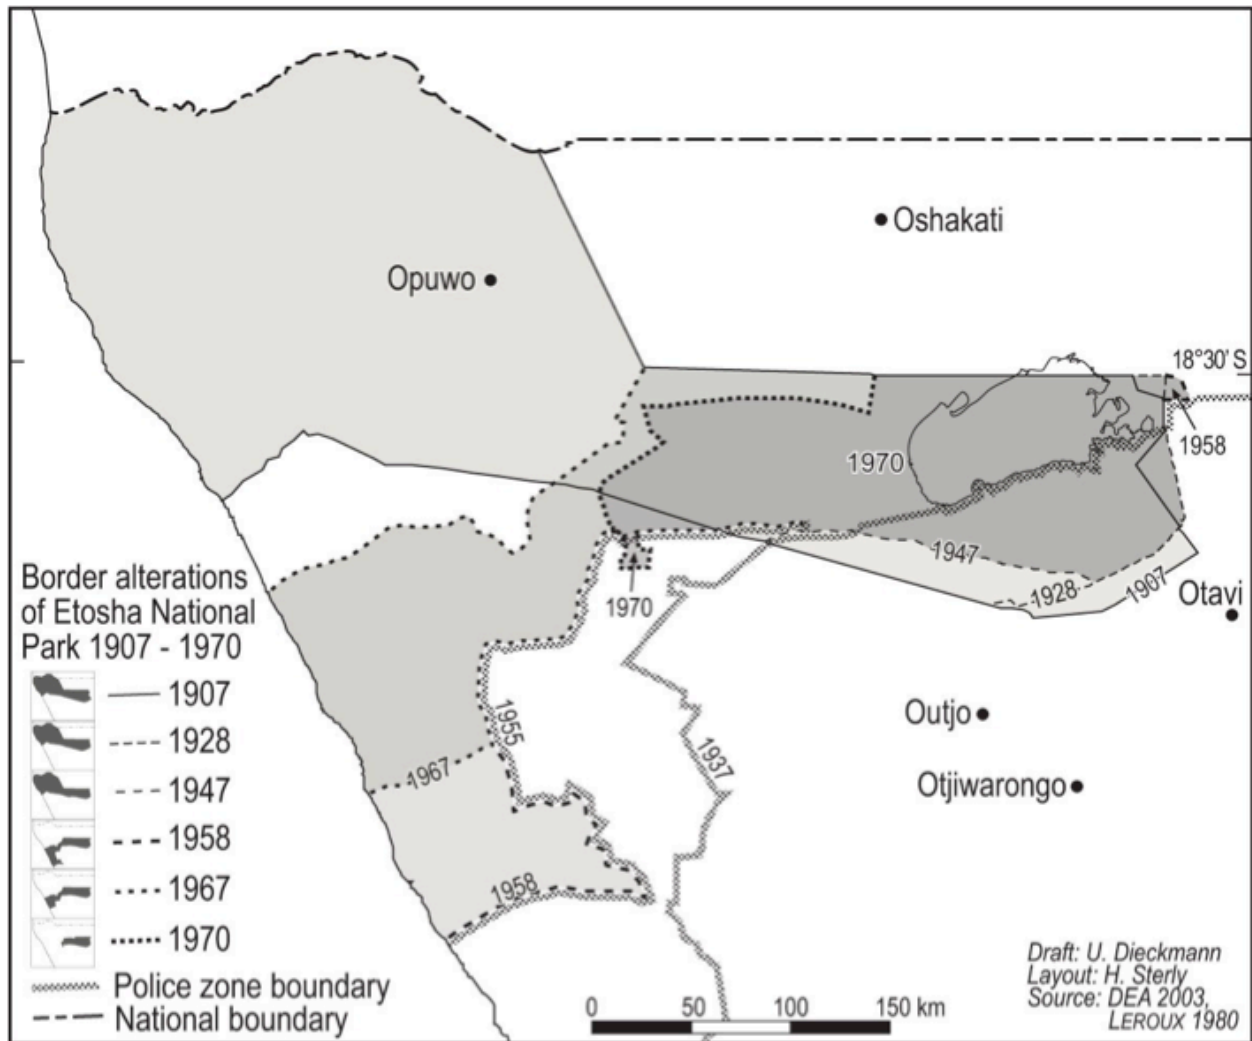 Oshakati
Opuwo
18°30' S
1958
1970
1947
1970
1928
1907
Otavi
Border alterations
of Etosha National
Park 1907 - 1970
1907
1928
1947
1958
1967
1970
Police zone boundary
National boundary
1955
1937
1967
1958
Outjo
Otjiwarongo
0 50 100 150 km
Draft: U. Dieckmann
Layout: H. Sterly
Source: DEA 2003,
LEROUX 1980